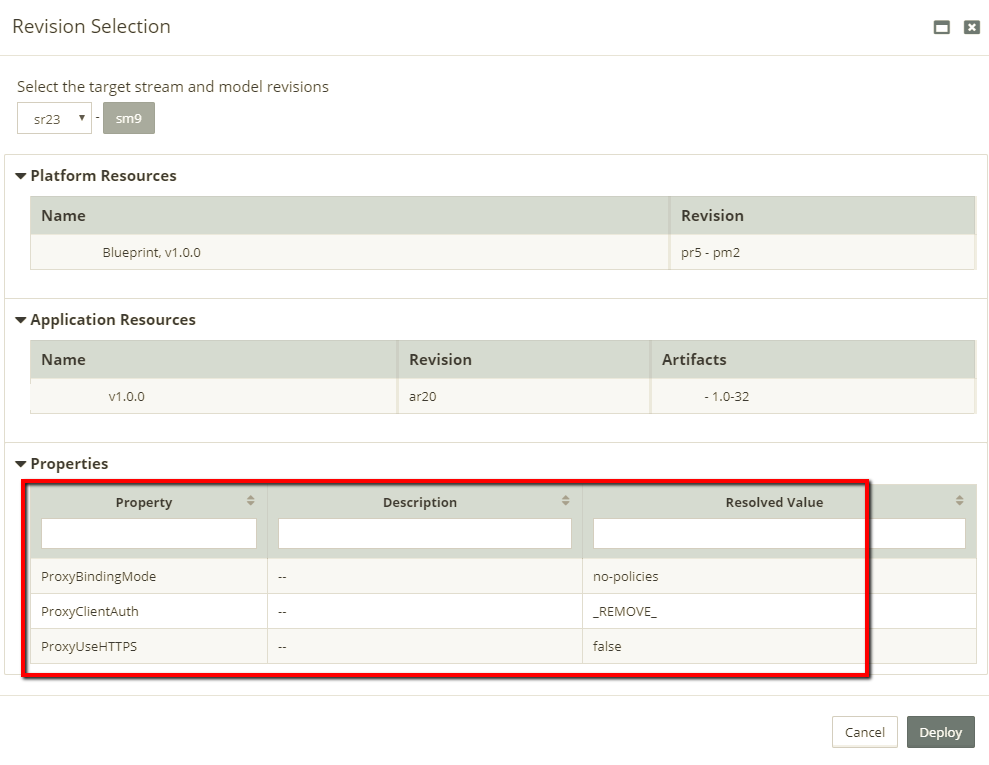 Revision Selection
Select the target stream and model revisions
sr23 - sm9
Platform Resources
Name Revision
Blueprint, v1.0.0 pr5 - pm2
Application Resources
Name Revision Artifacts
v1.0.0 ar20 - 1.0-32
Properties
Property Description Resolved Value
ProxyBindingMode -- no-policies
ProxyClientAuth -- _REMOVE_
ProxyUseHTTPS -- false
Cancel Deploy